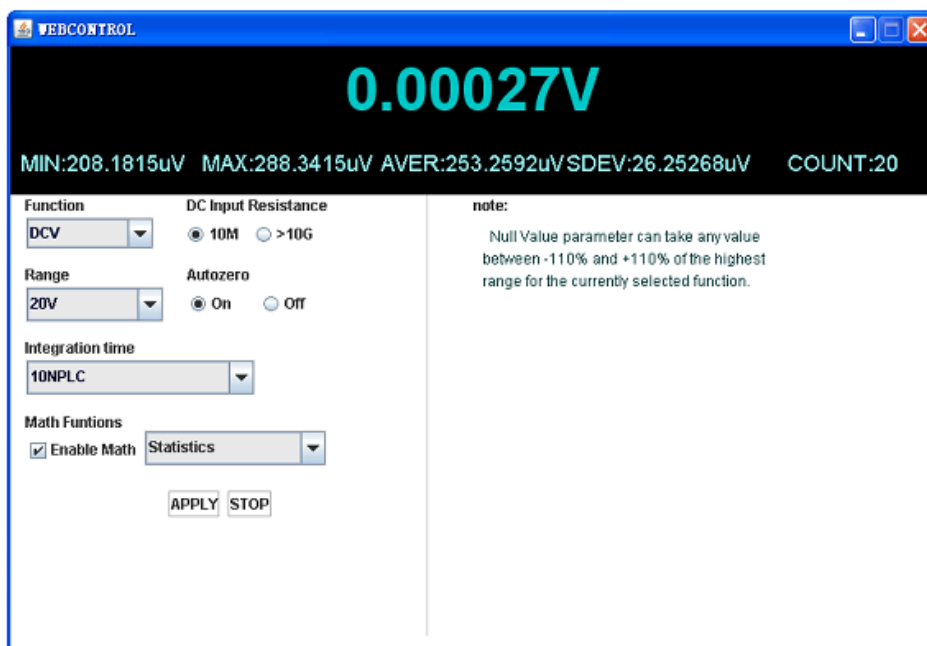 WEBCONTROL
0.00027V
MIN:208.1815uV MAX:288.3415uV AVER:253.2592uV SDEV:26.25268uV COUNT:20
Function
DCV
DC Input Resistance
10M >10G
Range
20V
Autozero
On Off
Integration time
10NPLC
Math Funtions
Enable Math Statistics
APPLY STOP
note:
Null Value parameter can take any value
between -110% and +110% of the highest
range for the currently selected function.